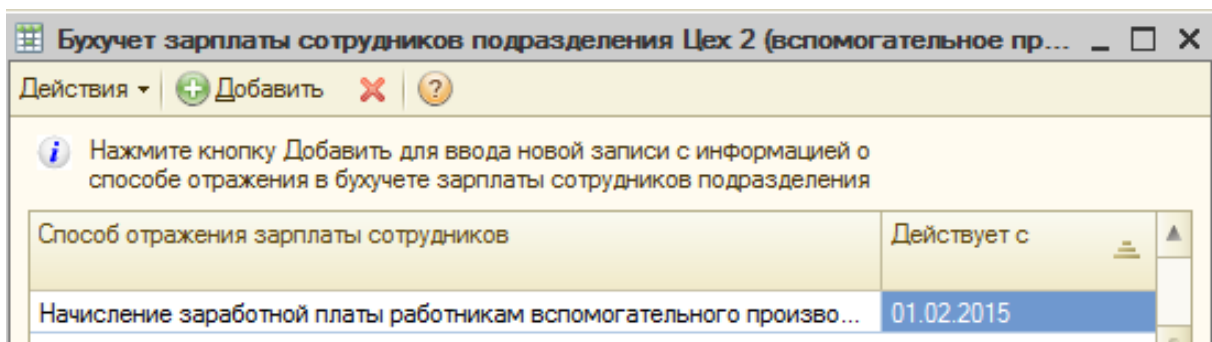 Бухучет зарплаты сотрудников подразделения Цех 2 (вспомогательное пр...
Действия Добавить
Нажмите кнопку Добавить для ввода новой записи с информацией о
способе отражения в бухучете зарплаты сотрудников подразделения
Способ отражения зарплаты сотрудников Действует с
Начисление заработной платы работникам вспомогательного произво... 01.02.2015